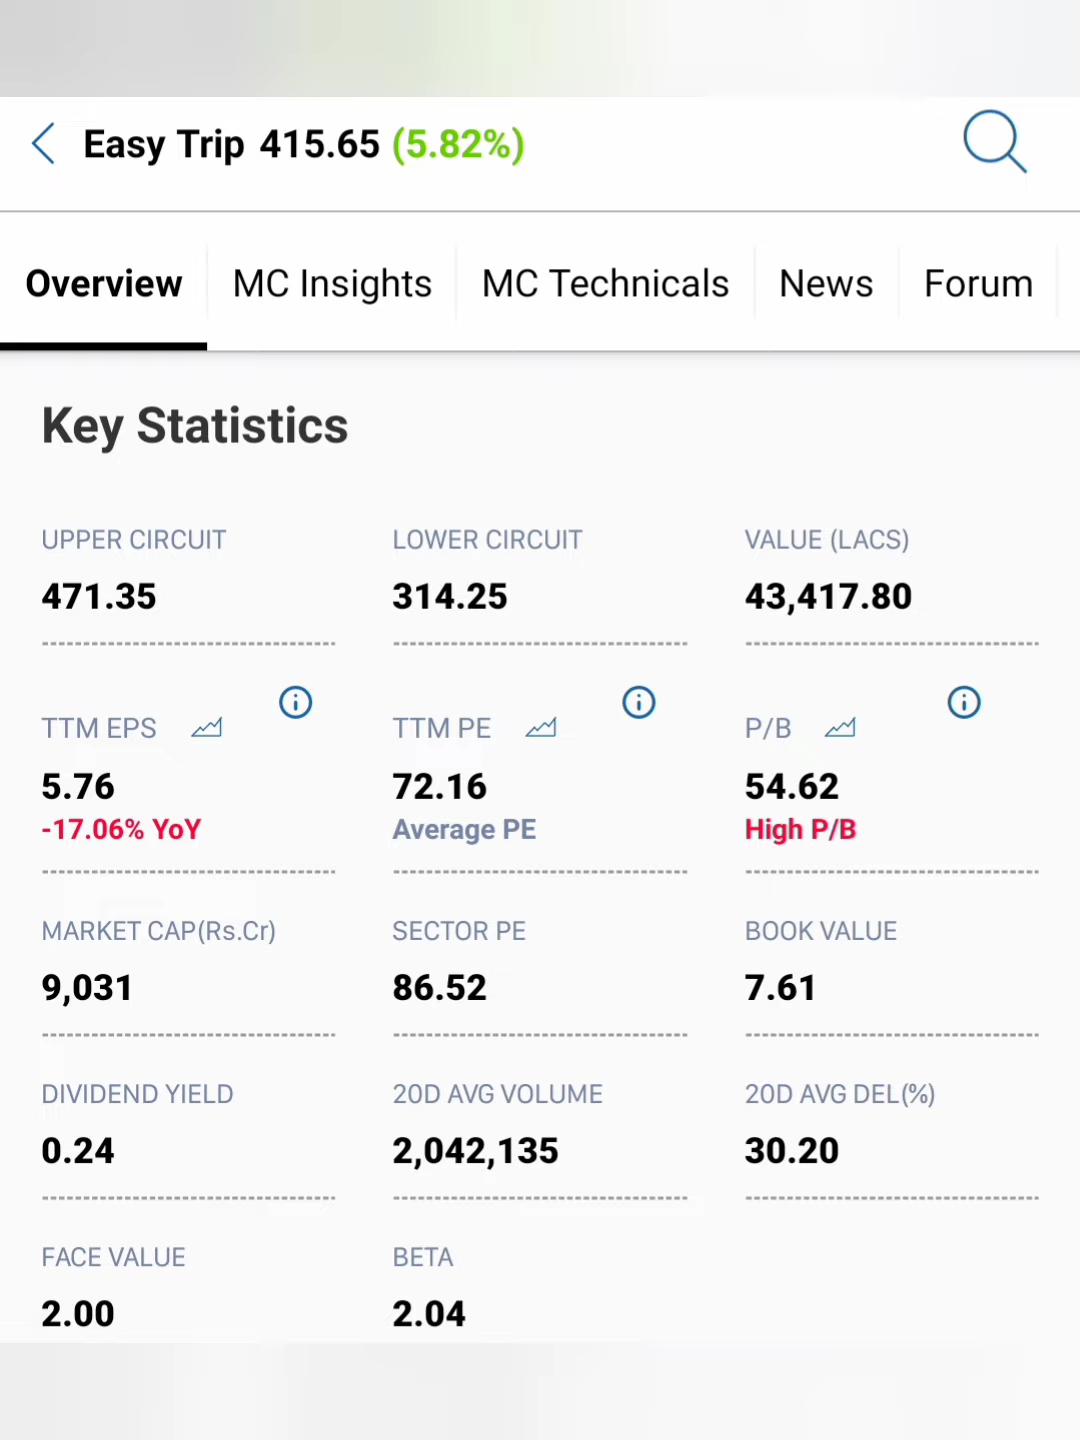 Easy Trip 415.65 (5.82%)
Overview MC Insights MC Technicals News Forum
Key Statistics
UPPER CIRCUIT LOWER CIRCUIT VALUE (LACS)
471.35 314.25 43,417.80
TTM EPS TTM PE P/B
5.76 72.16 54.62
-17.06% YoY Average PE High P/B
MARKET CAP(Rs.Cr) SECTOR PE BOOK VALUE
9,031 86.52 7.61
DIVIDEND YIELD 20D AVG VOLUME 20D AVG DEL(%)
0.24 2,042,135 30.20
FACE VALUE BETA
2.00 2.04